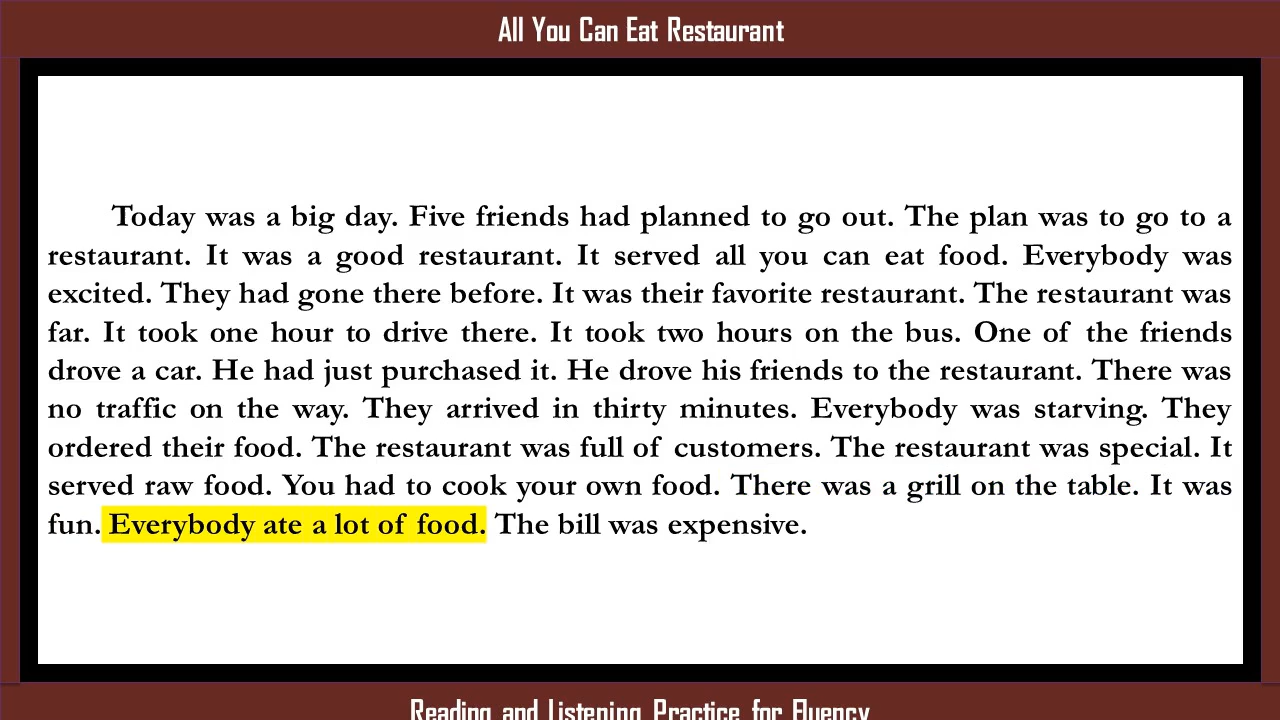 All You Can Eat Restaurant
Today was a big day. Five friends had planned to go out. The plan was to go to a
restaurant. It was a good restaurant. It served all you can eat food. Everybody was
excited. They had gone there before. It was their favorite restaurant. The restaurant was
far. It took one hour to drive there. It took two hours on the bus. One of the friends
drove a car. He had just purchased it. He drove his friends to the restaurant. There was
no traffic on the way. They arrived in thirty minutes. Everybody was starving. They
ordered their food. The restaurant was full of customers. The restaurant was special. It
served raw food. You had to cook your own food. There was a grill on the table. It was
fun. Everybody ate a lot of food. The bill was expensive.
Reading and Listening Practice for Fluency